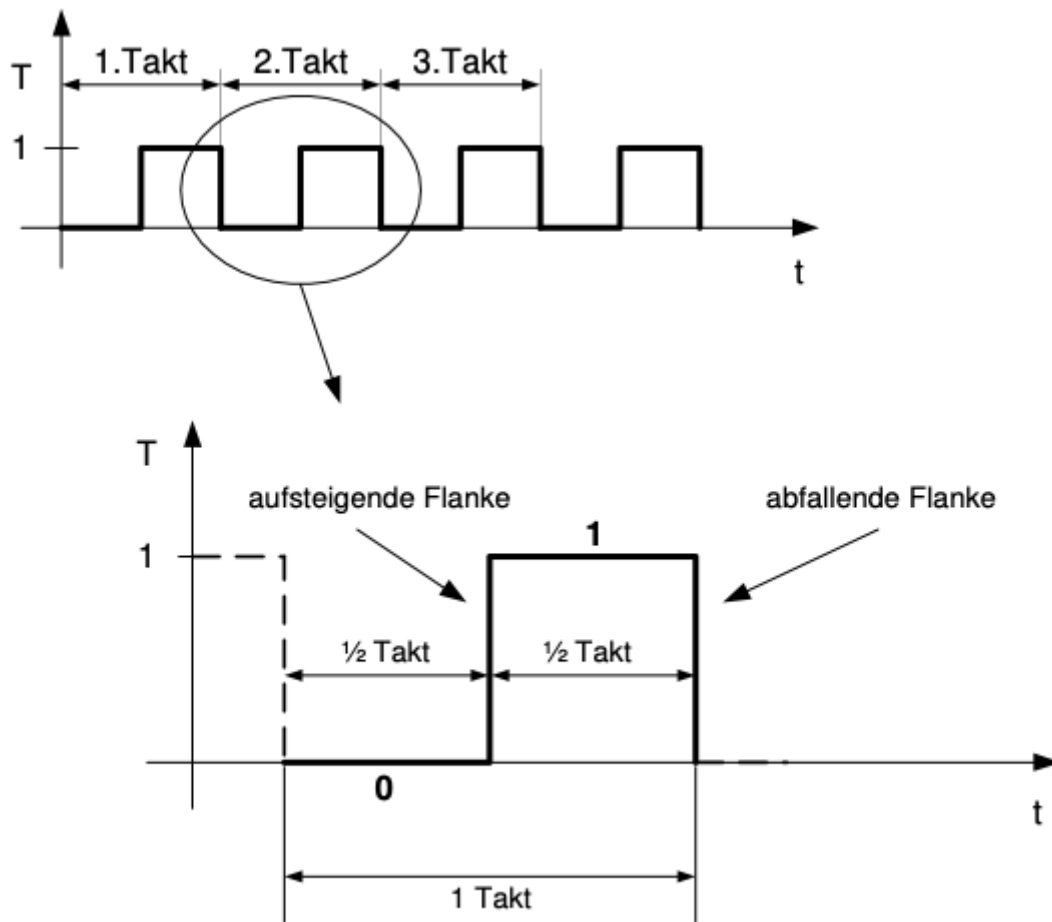 1.Takt 2.Takt 3.Takt
T
1
t
T
aufsteigende Flanke
abfallende Flanke
1
1
½ Takt ½ Takt
0
t
1 Takt